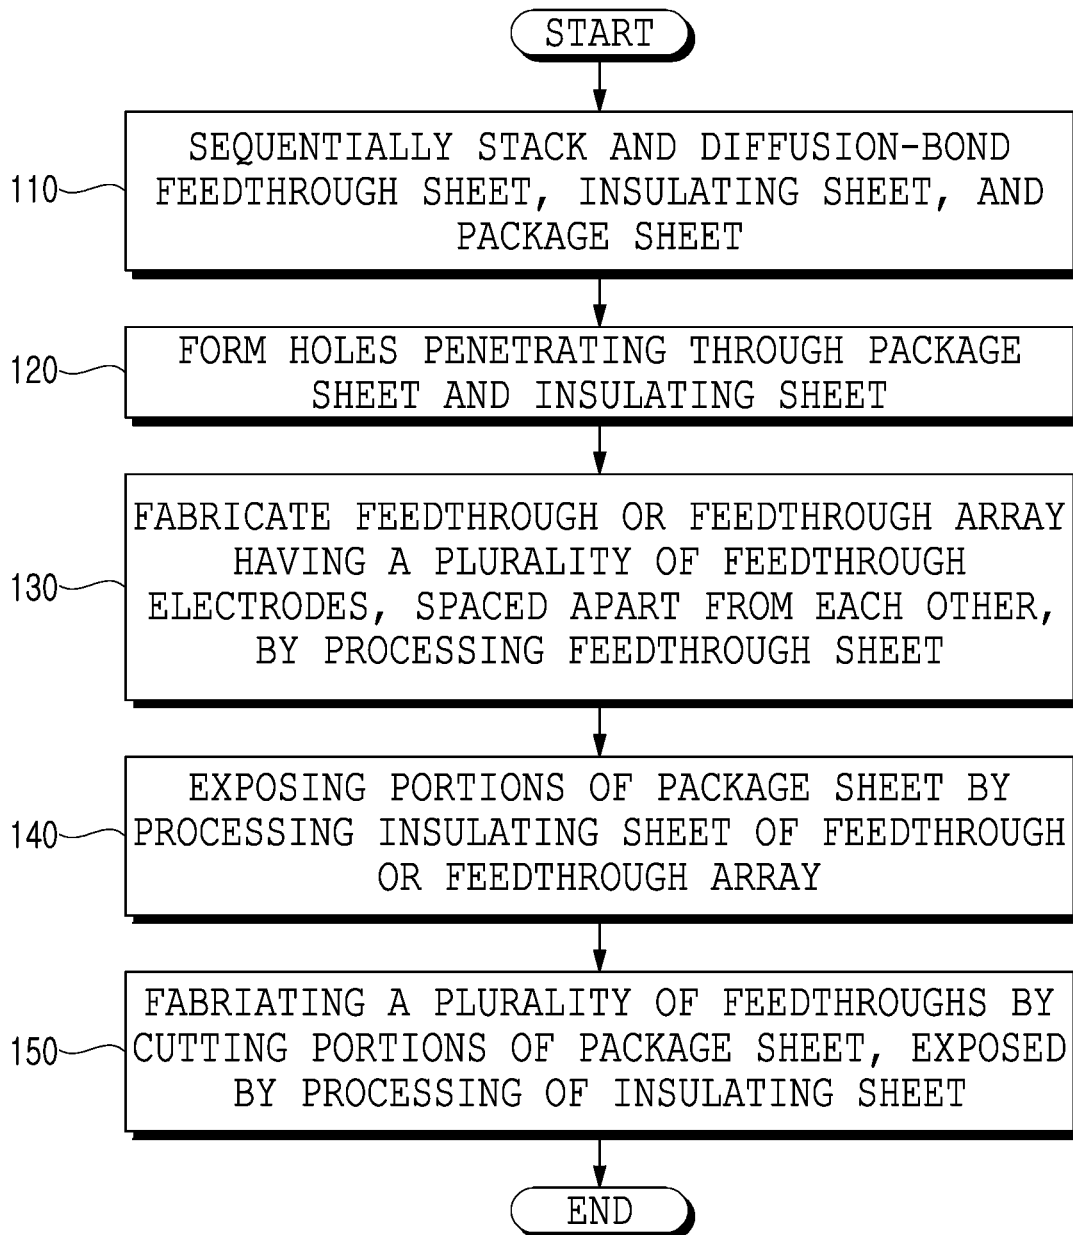 START
SEQUENTIALLY STACK AND DIFFUSION-BOND
FEEDTHROUGH SHEET, INSULATING SHEET, AND
PACKAGE SHEET
110
FORM HOLES PENETRATING THROUGH PACKAGE
SHEET AND INSULATING SHEET
120
FABRICATE FEEDTHROUGH OR FEEDTHROUGH ARRAY
HAVING A PLURALITY OF FEEDTHROUGH
ELECTRODES, SPACED APART FROM EACH OTHER,
BY PROCESSING FEEDTHROUGH SHEET
130
EXPOSING PORTIONS OF PACKAGE SHEET BY
PROCESSING INSULATING SHEET OF FEEDTHROUGH
OR FEEDTHROUGH ARRAY
140
FABRIATING A PLURALITY OF FEEDTHROUGHS BY
CUTTING PORTIONS OF PACKAGE SHEET, EXPOSED
BY PROCESSING OF INSULATING SHEET
150
END